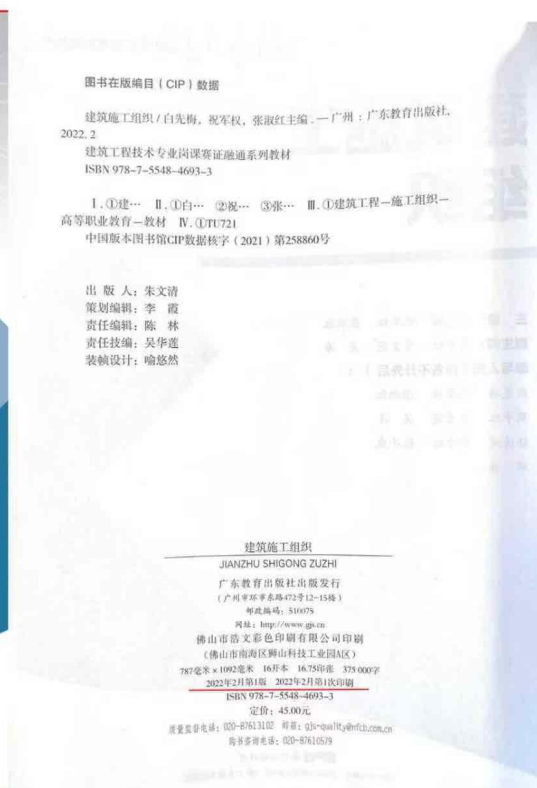 图书在版编目(CIP)数据
建筑施工组织/白先梅,祝军权,张淑红主编.—广州:广东教育出版社,
2022.2
建筑工程技术专业岗课赛证融通系列教材
ISBN 978-7-5548-4693-3
Ⅰ.①建… Ⅱ.①白… ②祝… ③张… Ⅲ.①建筑工程—施工组织—
高等职业教育—教材 Ⅳ.①TU721
中国版本图书馆CIP数据核字(2021)第258860号
出 版 人:朱文清
策划编辑:李 霞
责任编辑:陈 林
责任技编:吴华莲
装帧设计:喻悠然
建筑施工组织
JIANZHU SHIGONG ZUZHI
广东教育出版社出版发行
(广州市环市东路472号12-15楼)
邮政编码:510075
网址:http://www.gjs.cn
佛山市浩文彩色印刷有限公司印刷
(佛山市南海区狮山科技工业园A区)
787毫米×1092毫米 16开本 16.75印张 375 000字
2022年2月第1版 2022年2月第1次印刷
ISBN 978-7-5548-4693-3
定价:45.00元
质量监督电话:020-87613102 邮箱:gjs-quality@nfcb.com.cn
购书咨询电话:020-87610579